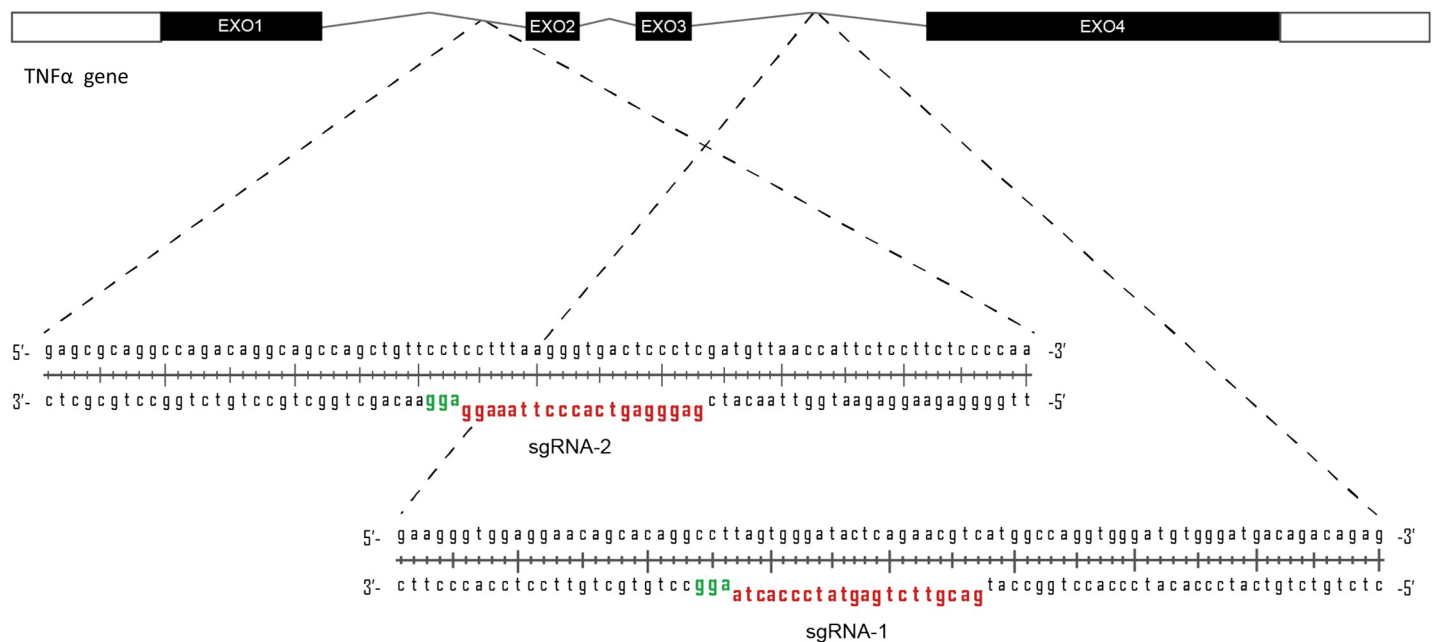 EXO1 EXO2 EXO3 EXO4
TNFα gene
5'- gagcgcaggccagacaggcagccagctgttcctcctttaagggtgactccctcgatgttaaccattctccttctccccaa -3'
3'- ctcgcgtccggtctgtccgtcggtcgacaaggaggaaattcccactgagggagctacaattggtaagaggaagaggggtt -5'
sgRNA-2
5'- gaagggtggaggaacagcacaggccttagtgggatactcagaacgtcatggccaggtgggatgtgggatgacagacagag -3'
3'- cttcccacctccttgtcgtgtccggaatcaccctatgagtcttgcagtaccggtccaccctacaccctactgtctgtctc -5'
sgRNA-1